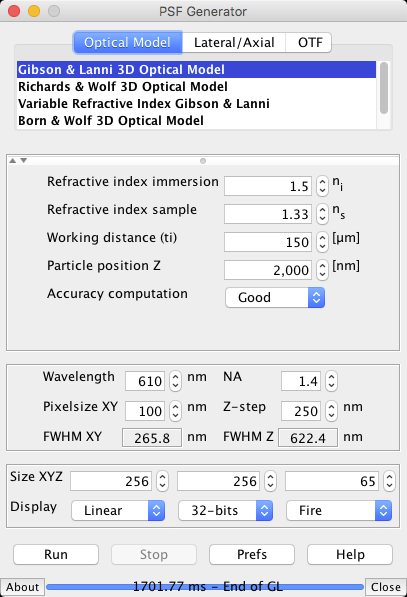 PSF Generator
Optical Model Lateral/Axial OTF
Gibson & Lanni 3D Optical Model
Richards & Wolf 3D Optical Model
Variable Refractive Index Gibson & Lanni
Born & Wolf 3D Optical Model
Refractive index immersion 1.5 ni
Refractive index sample 1.33 ns
Working distance (ti) 150 [µm]
Particle position Z 2,000 [nm]
Accuracy computation Good
Wavelength 610 nm NA 1.4
Pixelsize XY 100 nm Z-step 250 nm
FWHM XY 265.8 nm FWHM Z 622.4 nm
Size XYZ 256 256 65
Display Linear 32-bits Fire
Run Stop Prefs Help
About 1701.77 ms - End of GL Close